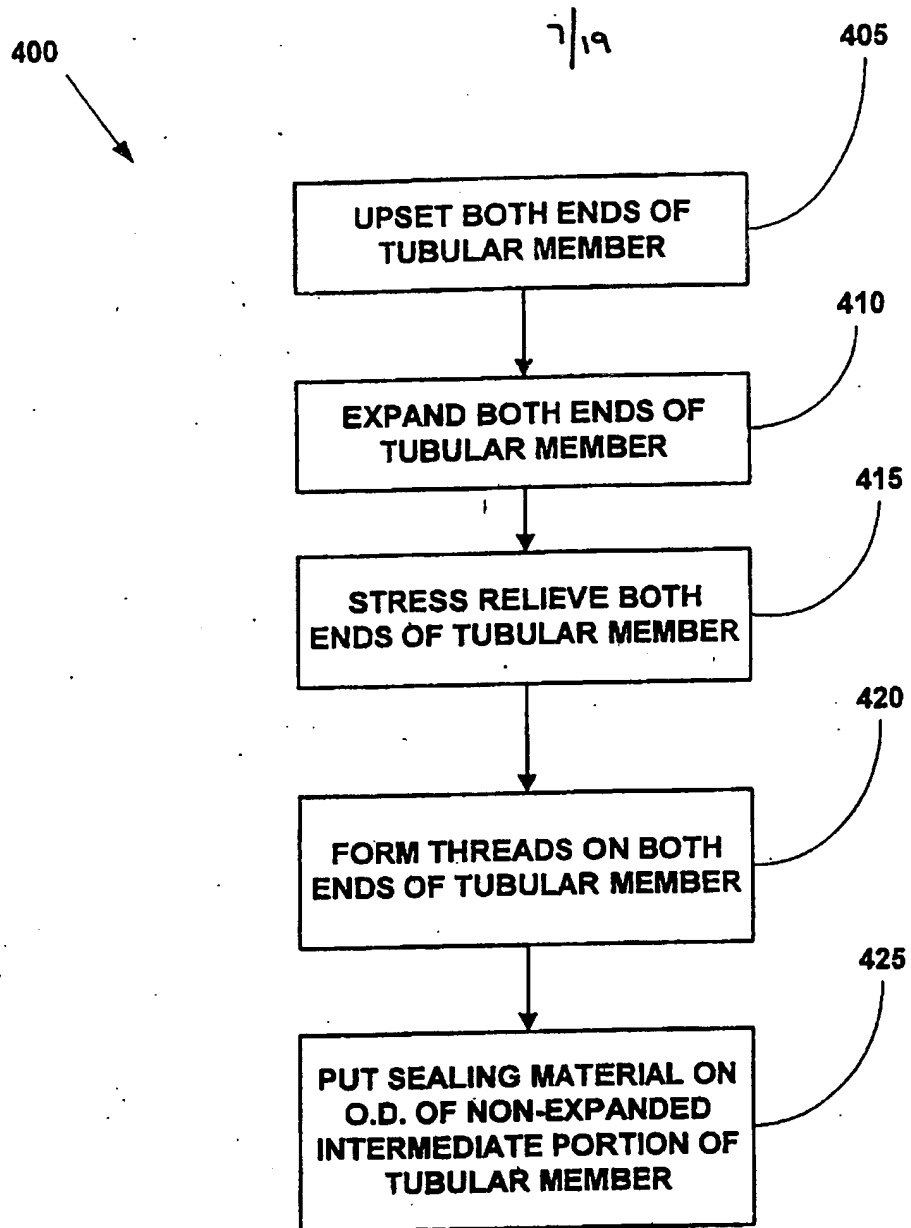 7/19
400
405
UPSET BOTH ENDS OF
TUBULAR MEMBER
410
EXPAND BOTH ENDS OF
TUBULAR MEMBER
415
STRESS RELIEVE BOTH
ENDS OF TUBULAR MEMBER
420
FORM THREADS ON BOTH
ENDS OF TUBULAR MEMBER
425
PUT SEALING MATERIAL ON
O.D. OF NON-EXPANDED
INTERMEDIATE PORTION OF
TUBULAR MEMBER